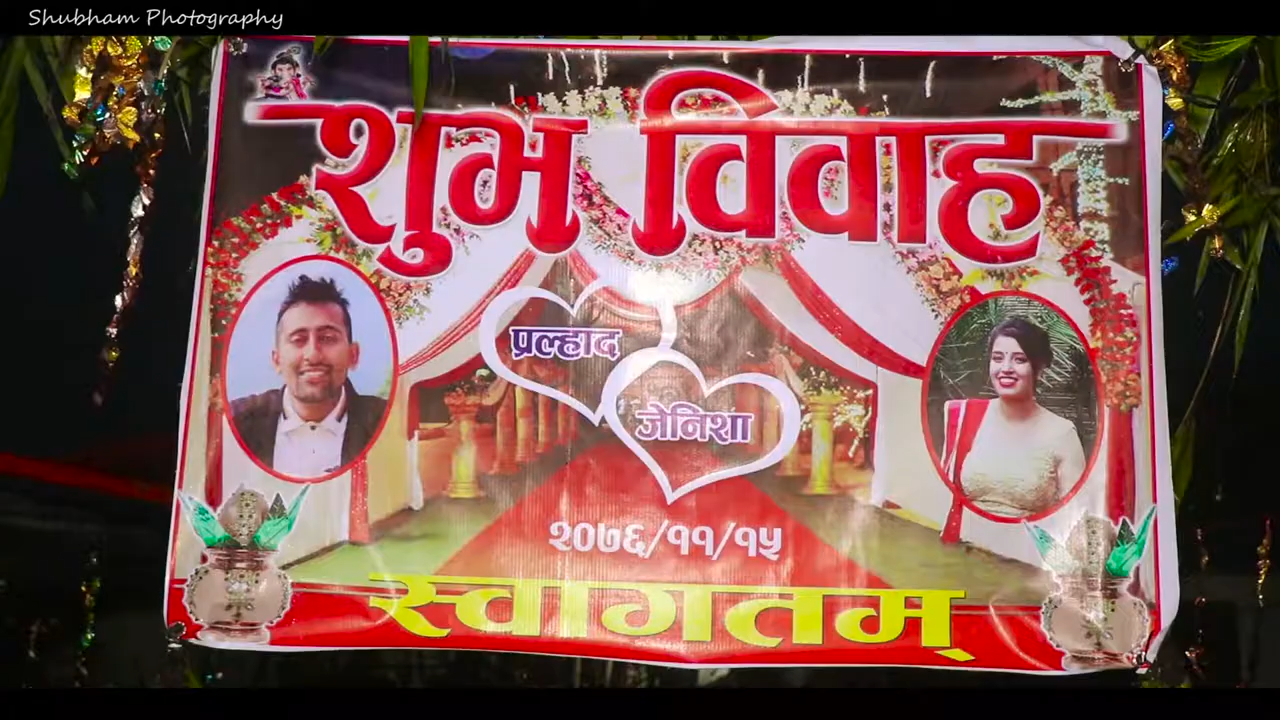 Shubham Photography
शुभ विवाह
प्रल्हाद
जेनिशा
२०७६/११/१५
स्वागतम्